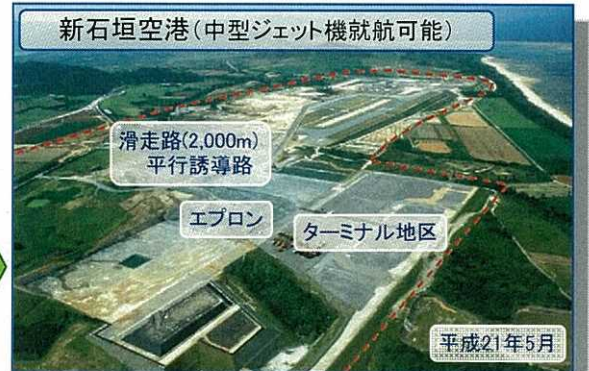 新石垣空港(中型ジェット機就航可能)
滑走路(2,000m)
平行誘導路
エプロン
ターミナル地区
平成21年5月